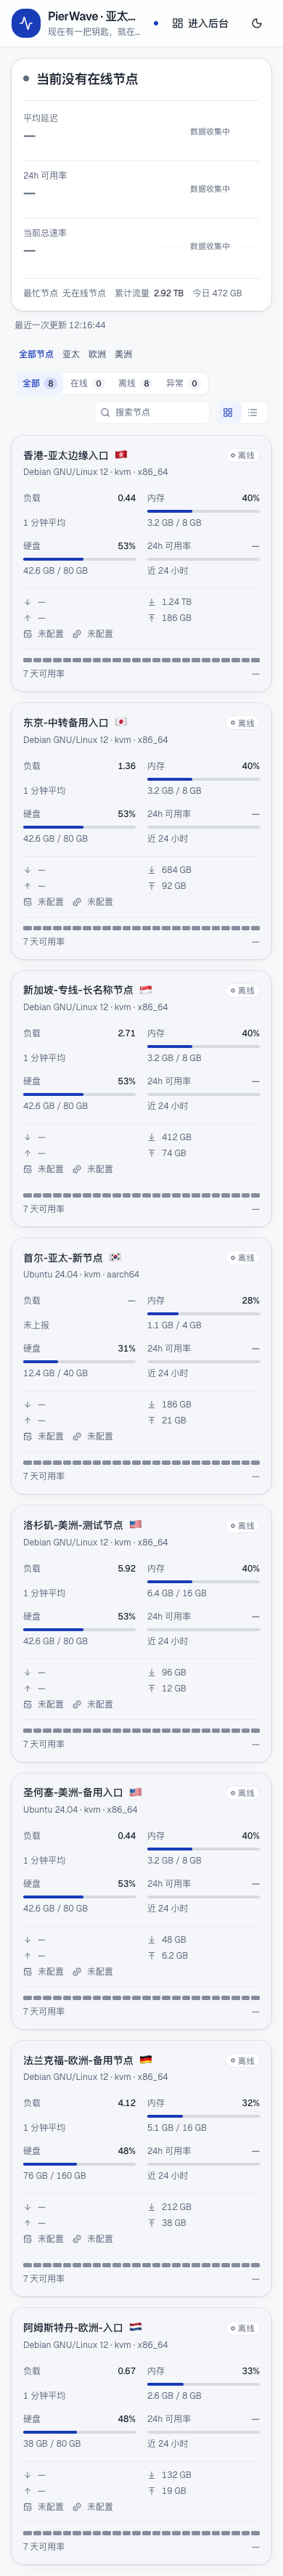 PierWave · 亚太...
现在有一把钥匙，就在...
进入后台
当前没有在线节点
平均延迟
—
数据收集中
24h 可用率
—
数据收集中
当前总速率
—
数据收集中
最忙节点 无在线节点 累计流量 2.92 TB 今日 472 GB
最近一次更新 12:16:44
全部节点 亚太 欧洲 美洲
全部 8 在线 0 离线 8 异常 0
搜索节点
香港-亚太边缘入口 🇭🇰 离线
Debian GNU/Linux 12 · kvm · x86_64
负载 0.44 内存 40%
1 分钟平均 3.2 GB / 8 GB
硬盘 53% 24h 可用率 —
42.6 GB / 80 GB 近 24 小时
↓ — 1.24 TB
↑ — 186 GB
未配置 未配置
7 天可用率 —
东京-中转备用入口 🇯🇵 离线
Debian GNU/Linux 12 · kvm · x86_64
负载 1.36 内存 40%
1 分钟平均 3.2 GB / 8 GB
硬盘 53% 24h 可用率 —
42.6 GB / 80 GB 近 24 小时
↓ — 684 GB
↑ — 92 GB
未配置 未配置
7 天可用率 —
新加坡-专线-长名称节点 🇸🇬 离线
Debian GNU/Linux 12 · kvm · x86_64
负载 2.71 内存 40%
1 分钟平均 3.2 GB / 8 GB
硬盘 53% 24h 可用率 —
42.6 GB / 80 GB 近 24 小时
↓ — 412 GB
↑ — 74 GB
未配置 未配置
7 天可用率 —
首尔-亚太-新节点 🇰🇷 离线
Ubuntu 24.04 · kvm · aarch64
负载 — 内存 28%
未上报 1.1 GB / 4 GB
硬盘 31% 24h 可用率 —
12.4 GB / 40 GB 近 24 小时
↓ — 186 GB
↑ — 21 GB
未配置 未配置
7 天可用率 —
洛杉矶-美洲-测试节点 🇺🇸 离线
Debian GNU/Linux 12 · kvm · x86_64
负载 5.92 内存 40%
1 分钟平均 6.4 GB / 16 GB
硬盘 53% 24h 可用率 —
42.6 GB / 80 GB 近 24 小时
↓ — 96 GB
↑ — 12 GB
未配置 未配置
7 天可用率 —
圣何塞-美洲-备用入口 🇺🇸 离线
Ubuntu 24.04 · kvm · x86_64
负载 0.44 内存 40%
1 分钟平均 3.2 GB / 8 GB
硬盘 53% 24h 可用率 —
42.6 GB / 80 GB 近 24 小时
↓ — 48 GB
↑ — 6.2 GB
未配置 未配置
7 天可用率 —
法兰克福-欧洲-备用节点 🇩🇪 离线
Debian GNU/Linux 12 · kvm · x86_64
负载 4.12 内存 32%
1 分钟平均 5.1 GB / 16 GB
硬盘 48% 24h 可用率 —
76 GB / 160 GB 近 24 小时
↓ — 212 GB
↑ — 38 GB
未配置 未配置
7 天可用率 —
阿姆斯特丹-欧洲-入口 🇳🇱 离线
Debian GNU/Linux 12 · kvm · x86_64
负载 0.67 内存 33%
1 分钟平均 2.6 GB / 8 GB
硬盘 48% 24h 可用率 —
38 GB / 80 GB 近 24 小时
↓ — 132 GB
↑ — 19 GB
未配置 未配置
7 天可用率 —